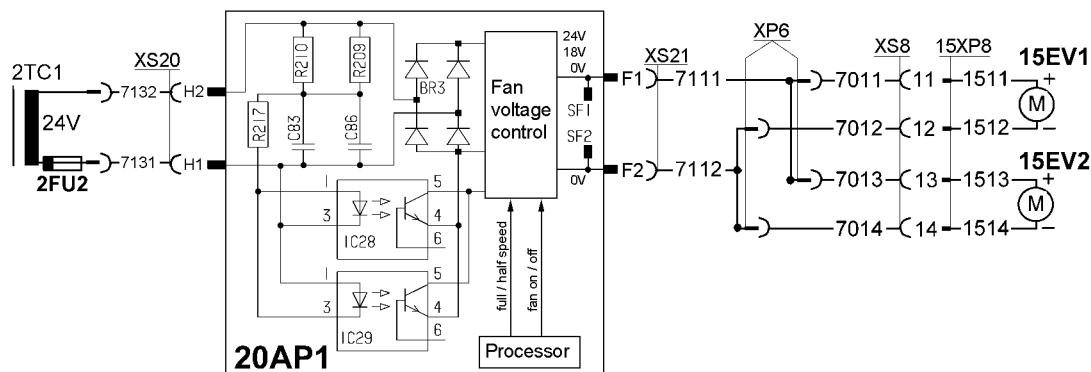 2TC1
24V
2FU2
7132
7131
XS20
H2
H1
R210
R209
R217
C83
C86
BR3
1
3
IC28
5
4
6
1
3
IC29
5
4
6
20AP1
Fan
voltage
control
24V
18V
0V
SF1
SF2
0V
full / half speed
fan on / off
Processor
F1
F2
XS21
7111
7112
XP6
XS8
15XP8
7011 11 1511
7012 12 1512
7013 13 1513
7014 14 1514
15EV1
+
M
–
15EV2
+
M
–